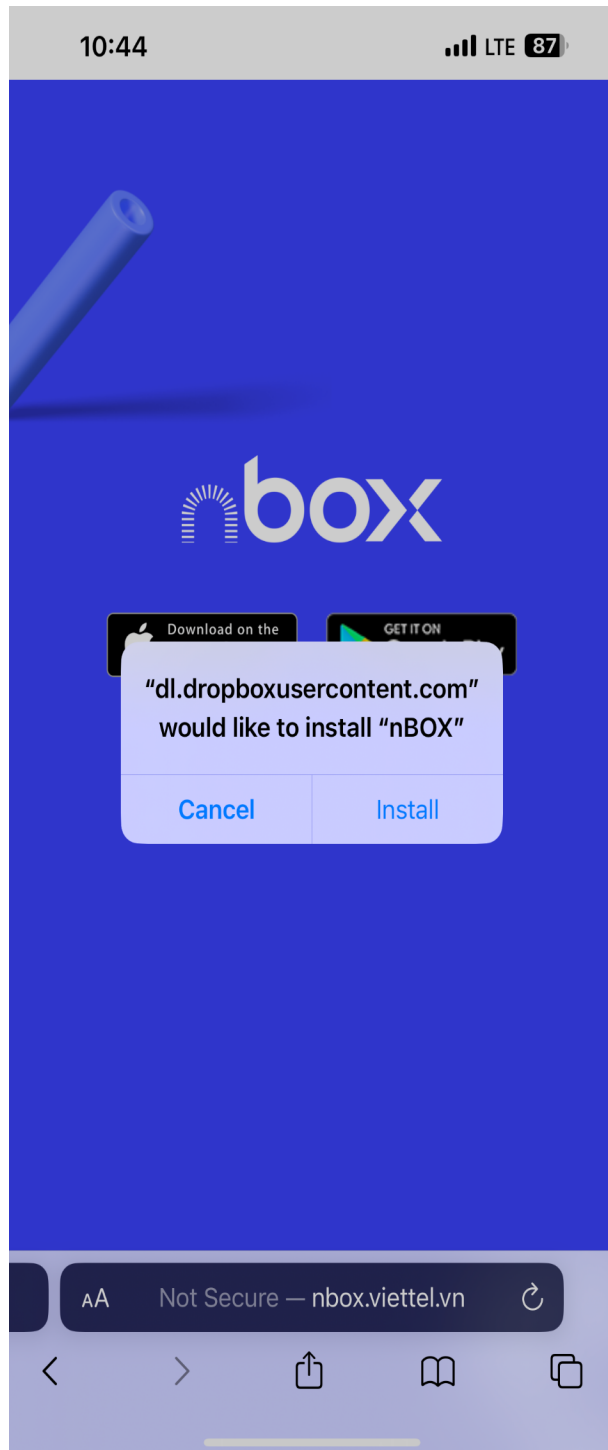 10:44
LTE 87
nbox
Download on the
GET IT ON
“dl.dropboxusercontent.com”
would like to install “nBOX”
Cancel
Install
AA
Not Secure — nbox.viettel.vn